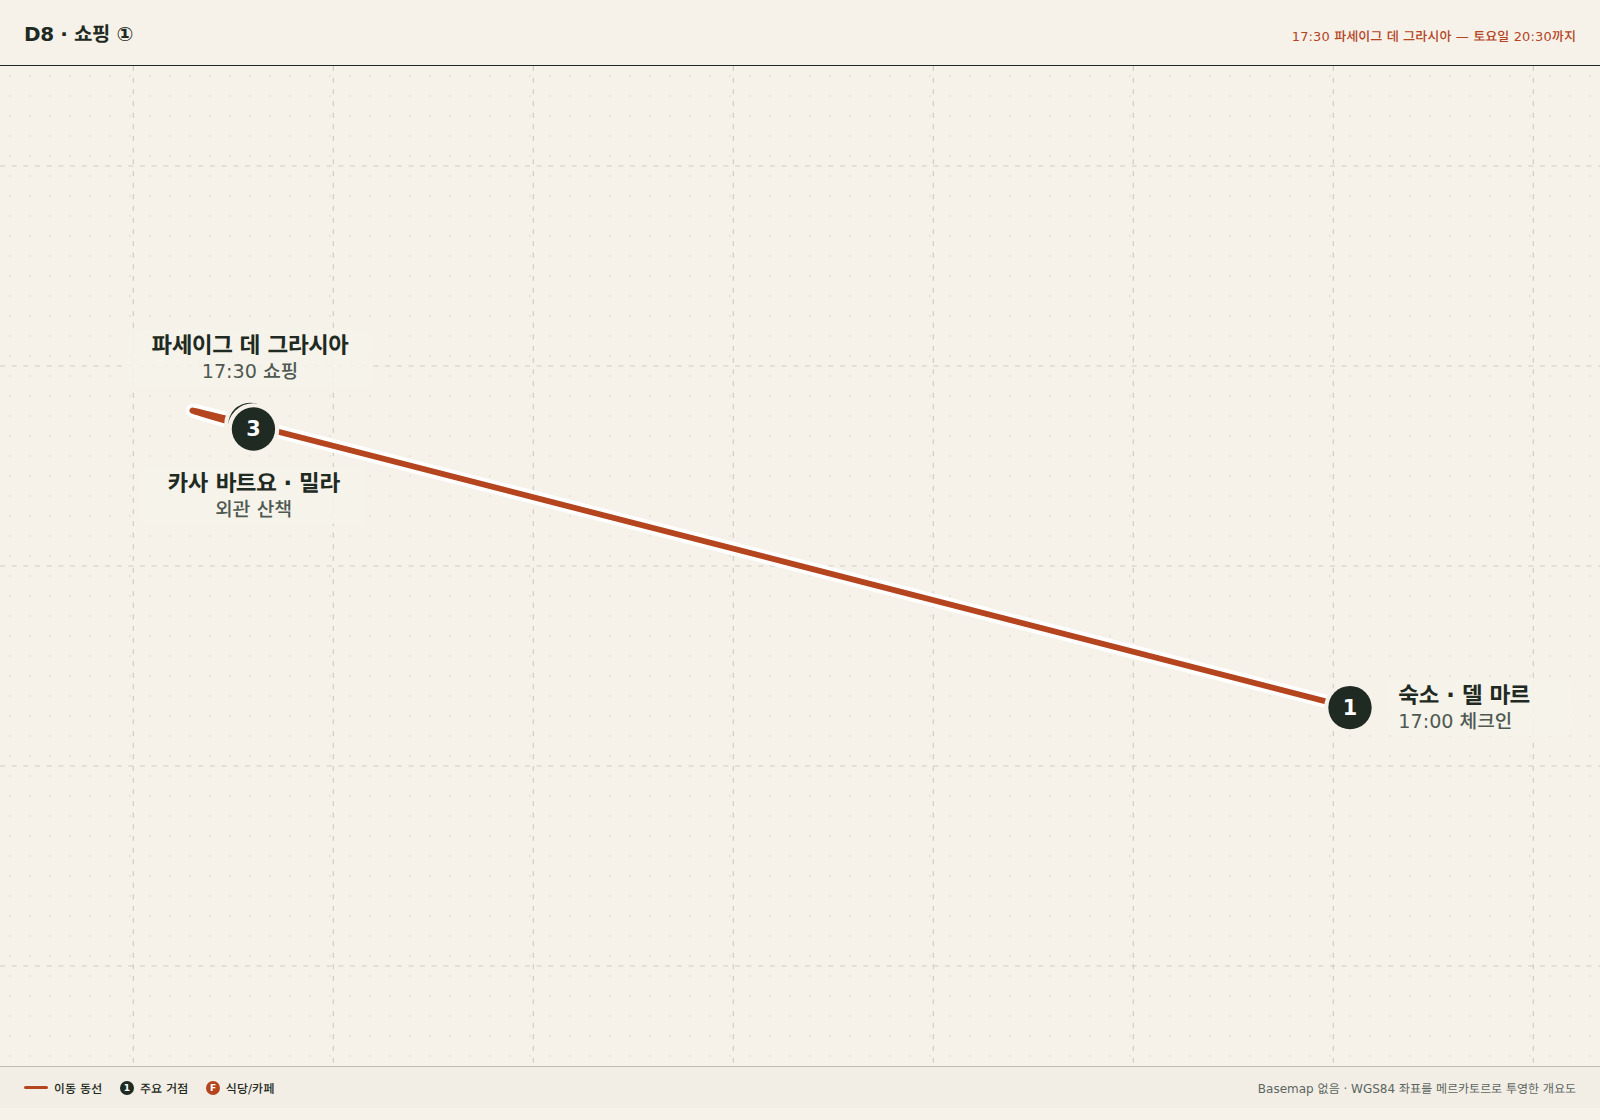 D8 · 쇼핑 ①
17:30 파세이그 데 그라시아 — 토요일 20:30까지
파세이그 데 그라시아
17:30 쇼핑
3
카사 바트요 · 밀라
외관 산책
1
숙소 · 델 마르
17:00 체크인
이동 동선
1 주요 거점
F 식당/카페
Basemap 없음 · WGS84 좌표를 메르카토르로 투영한 개요도